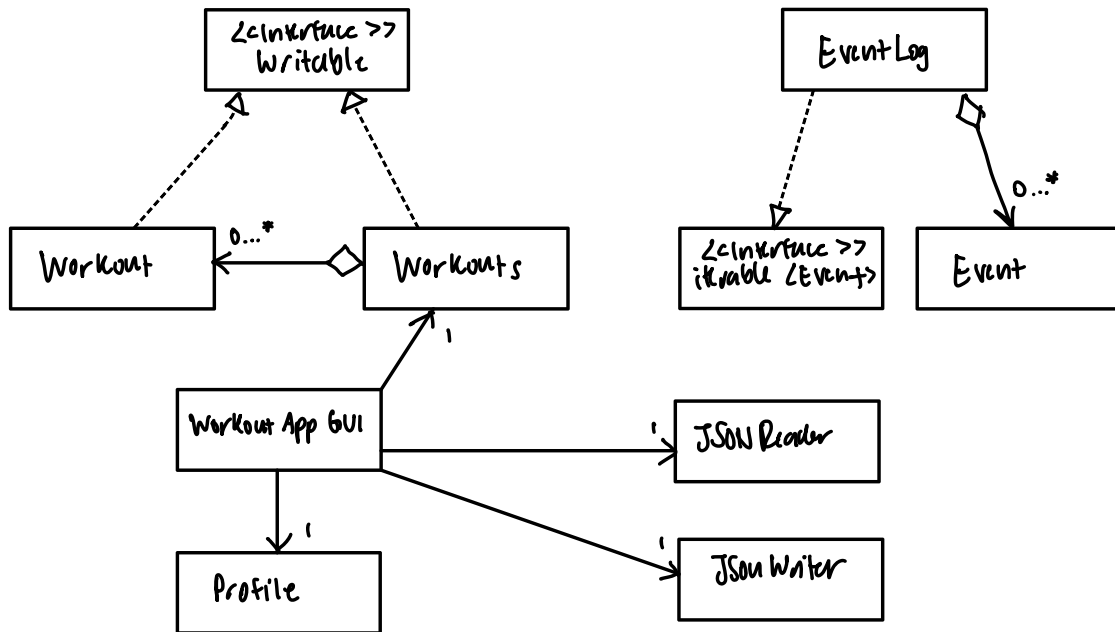 <<Interface>>
Writable
EventLog
0...*
0...*
Workout
Workouts
<<Interface>>
iterable <Event>
Event
1
Workout App GUI
1
JSON Reader
1
1
Profile
JSon Writer